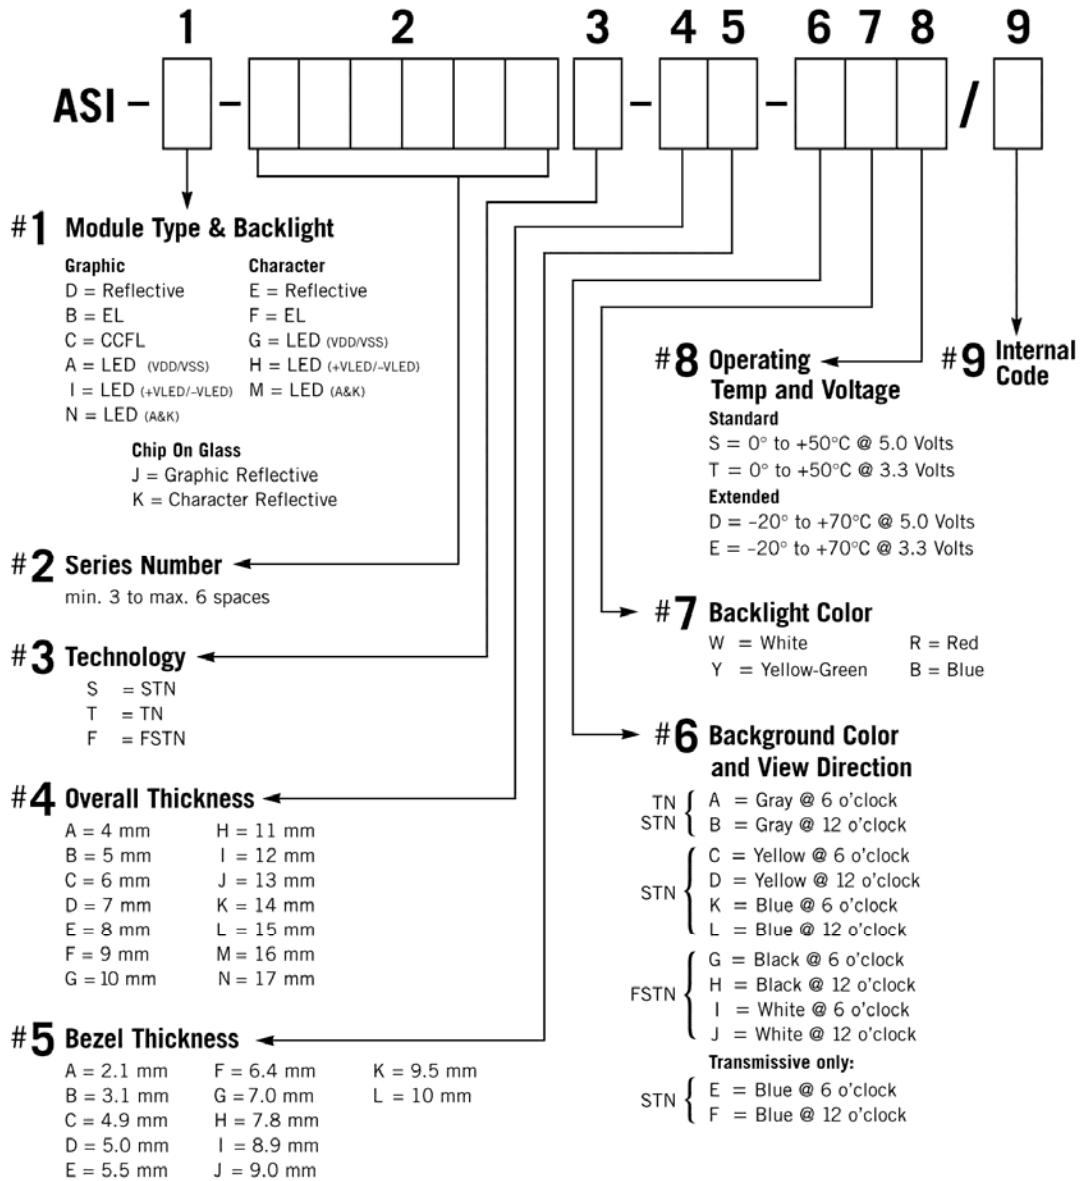 1 2 3 4 5 6 7 8 9
ASI – – – – /
#1 Module Type & Backlight
Graphic
D = Reflective
B = EL
C = CCFL
A = LED (VDD/VSS)
I = LED (+VLED/–VLED)
N = LED (A&K)
Character
E = Reflective
F = EL
G = LED (VDD/VSS)
H = LED (+VLED/–VLED)
M = LED (A&K)
Chip On Glass
J = Graphic Reflective
K = Character Reflective
#2 Series Number
min. 3 to max. 6 spaces
#3 Technology
S = STN
T = TN
F = FSTN
#4 Overall Thickness
A = 4 mm
B = 5 mm
C = 6 mm
D = 7 mm
E = 8 mm
F = 9 mm
G = 10 mm
H = 11 mm
I = 12 mm
J = 13 mm
K = 14 mm
L = 15 mm
M = 16 mm
N = 17 mm
#5 Bezel Thickness
A = 2.1 mm
B = 3.1 mm
C = 4.9 mm
D = 5.0 mm
E = 5.5 mm
F = 6.4 mm
G = 7.0 mm
H = 7.8 mm
I = 8.9 mm
J = 9.0 mm
K = 9.5 mm
L = 10 mm
#8 Operating
Temp and Voltage
Standard
S = 0° to +50°C @ 5.0 Volts
T = 0° to +50°C @ 3.3 Volts
Extended
D = –20° to +70°C @ 5.0 Volts
E = –20° to +70°C @ 3.3 Volts
#9 Internal
Code
#7 Backlight Color
W = White
Y = Yellow-Green
R = Red
B = Blue
#6 Background Color
and View Direction
TN
STN
A = Gray @ 6 o'clock
B = Gray @ 12 o'clock
STN
C = Yellow @ 6 o'clock
D = Yellow @ 12 o'clock
K = Blue @ 6 o'clock
L = Blue @ 12 o'clock
FSTN
G = Black @ 6 o'clock
H = Black @ 12 o'clock
I = White @ 6 o'clock
J = White @ 12 o'clock
Transmissive only:
STN
E = Blue @ 6 o'clock
F = Blue @ 12 o'clock